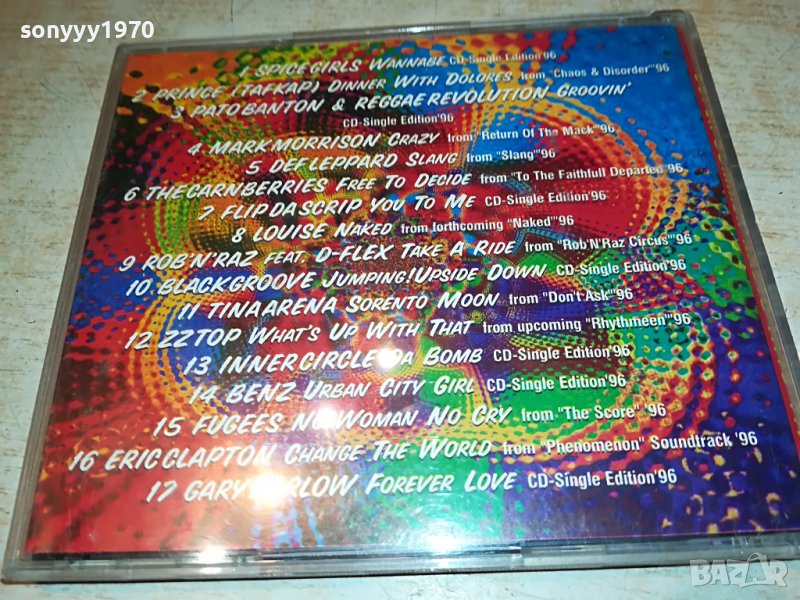 sonyyy1970
1 SPICE GIRLS WANNABE CD-Single Edition'96
2 PRINCE (TAFKAP) DINNER WITH DOLORES from "Chaos & Disorder"'96
3 PATO BANTON & REGGAE REVOLUTION GROOVIN'
CD-Single Edition'96
4 MARK MORRISON CRAZY from "Return Of The Mack"'96
5 DEF LEPPARD SLANG from "Slang"'96
6 THE CARNBERRIES FREE TO DECIDE from "To The Faithfull Departed"'96
7 FLIP DA SCRIP YOU TO ME CD-Single Edition'96
8 LOUISE NAKED from forthcoming "Naked"'96
9 ROB'N'RAZ FEAT. D-FLEX TAKE A RIDE from "Rob'N'Raz Circus"'96
10 BLACKGROOVE JUMPING!UPSIDE DOWN CD-Single Edition'96
11 TINA ARENA SORENTO MOON from "Don't Ask"'96
12 ZZ TOP WHAT'S UP WITH THAT from upcoming "Rhythmeen"'96
13 INNER CIRCLE DA BOMB CD-Single Edition'96
14 BENZ URBAN CITY GIRL CD-Single Edition'96
15 FUGEES NO WOMAN NO CRY from "The Score" '96
16 ERIC CLAPTON CHANGE THE WORLD from "Phenomenon" Soundtrack '96
17 GARY BARLOW FOREVER LOVE CD-Single Edition'96
BAZAR